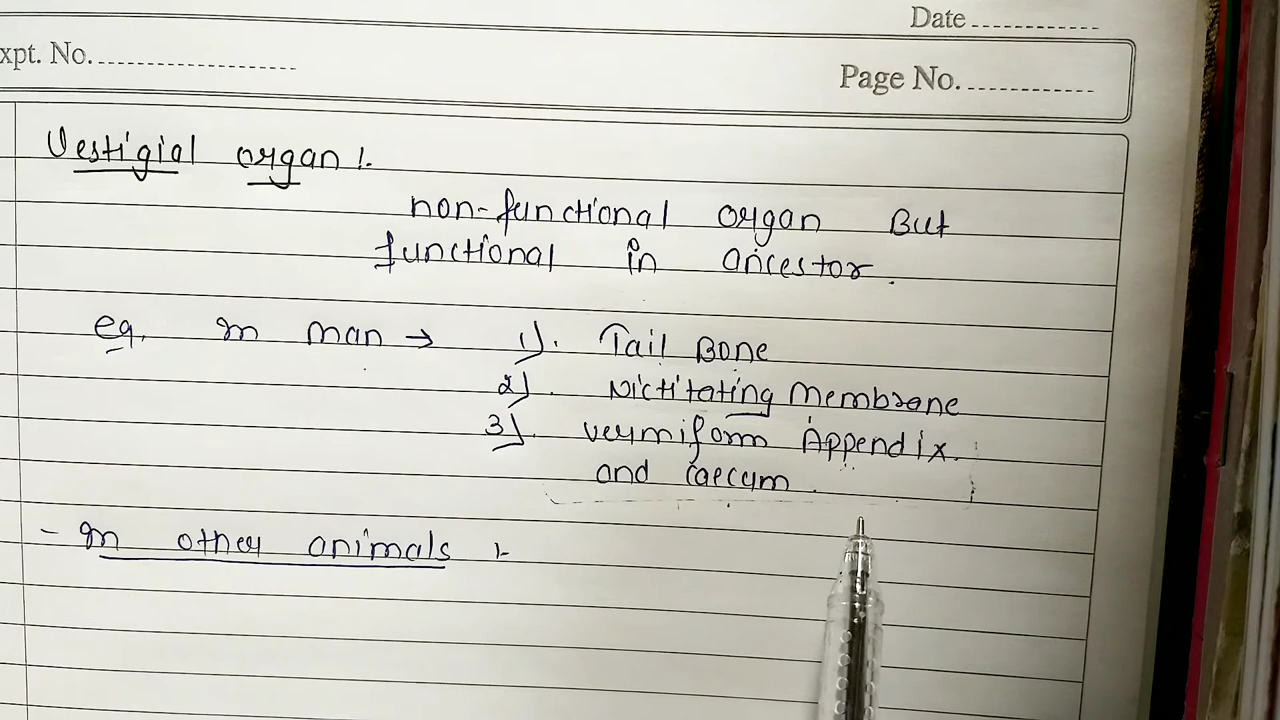 Date
xpt. No.
Page No.
Vestigial organ :-
non-functional organ But
functional in ancestor.
eg. In man → 1). Tail Bone
2). Nictitating Membrane
3). vermiform Appendix.
and Caecum.
- In other animals :-